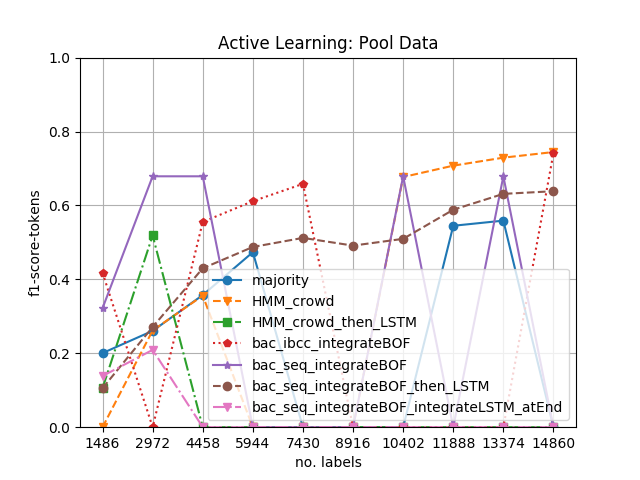 Active Learning: Pool Data
f1-score-tokens
1.0
0.8
0.6
0.4
0.2
0.0
majority
HMM_crowd
HMM_crowd_then_LSTM
bac_ibcc_integrateBOF
bac_seq_integrateBOF
bac_seq_integrateBOF_then_LSTM
bac_seq_integrateBOF_integrateLSTM_atEnd
1486 2972 4458 5944 7430 8916 10402 11888 13374 14860
no. labels